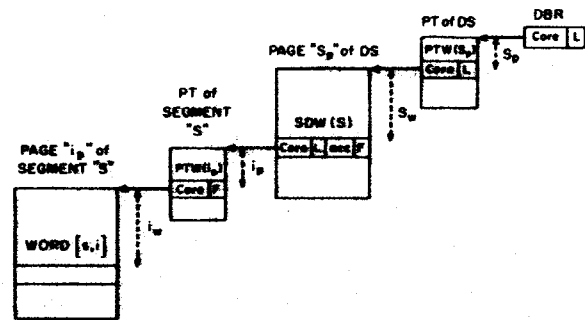 DBR
Core L
PT of DS
PTW(Sp)
Core L
Sp
PAGE "Sp" of DS
SDW(S)
Core L acc F
Sw
PT of
SEGMENT
"S"
PTW(ip)
Core F
ip
PAGE "ip" of
SEGMENT "S"
WORD [s,i]
iw